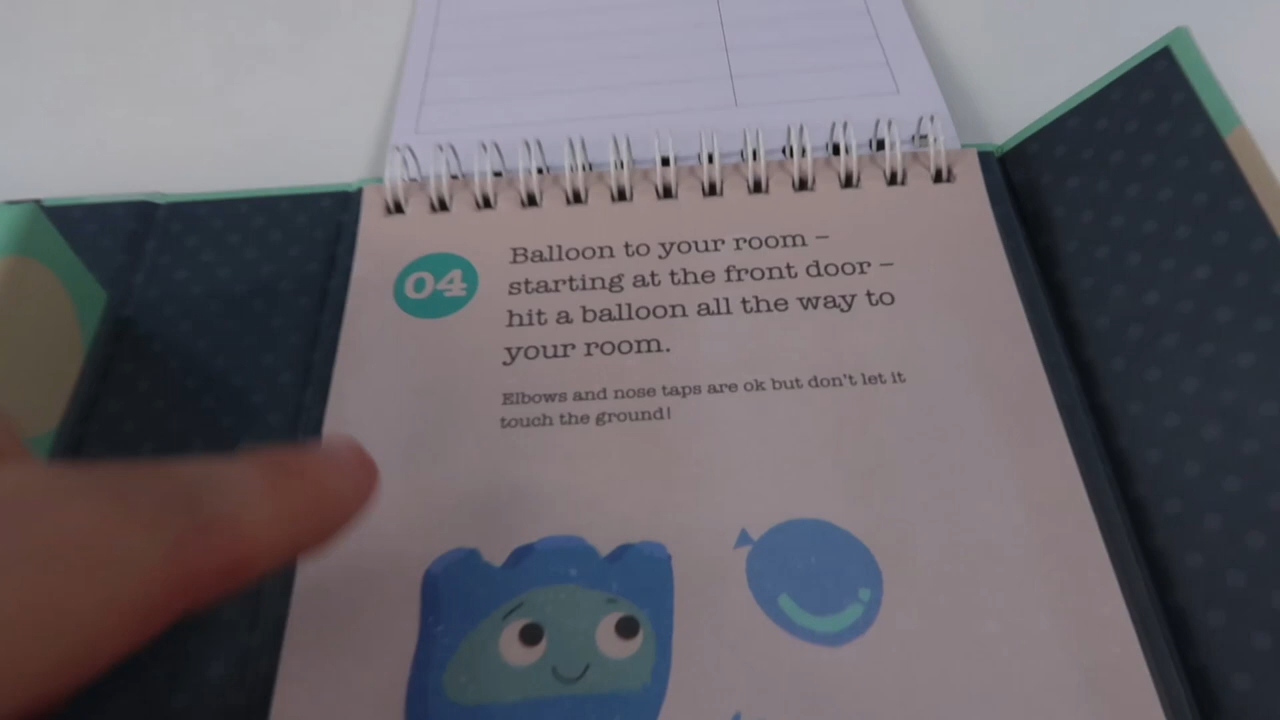 04
Balloon to your room –
starting at the front door –
hit a balloon all the way to
your room.
Elbows and nose taps are ok but don't let it
touch the ground!